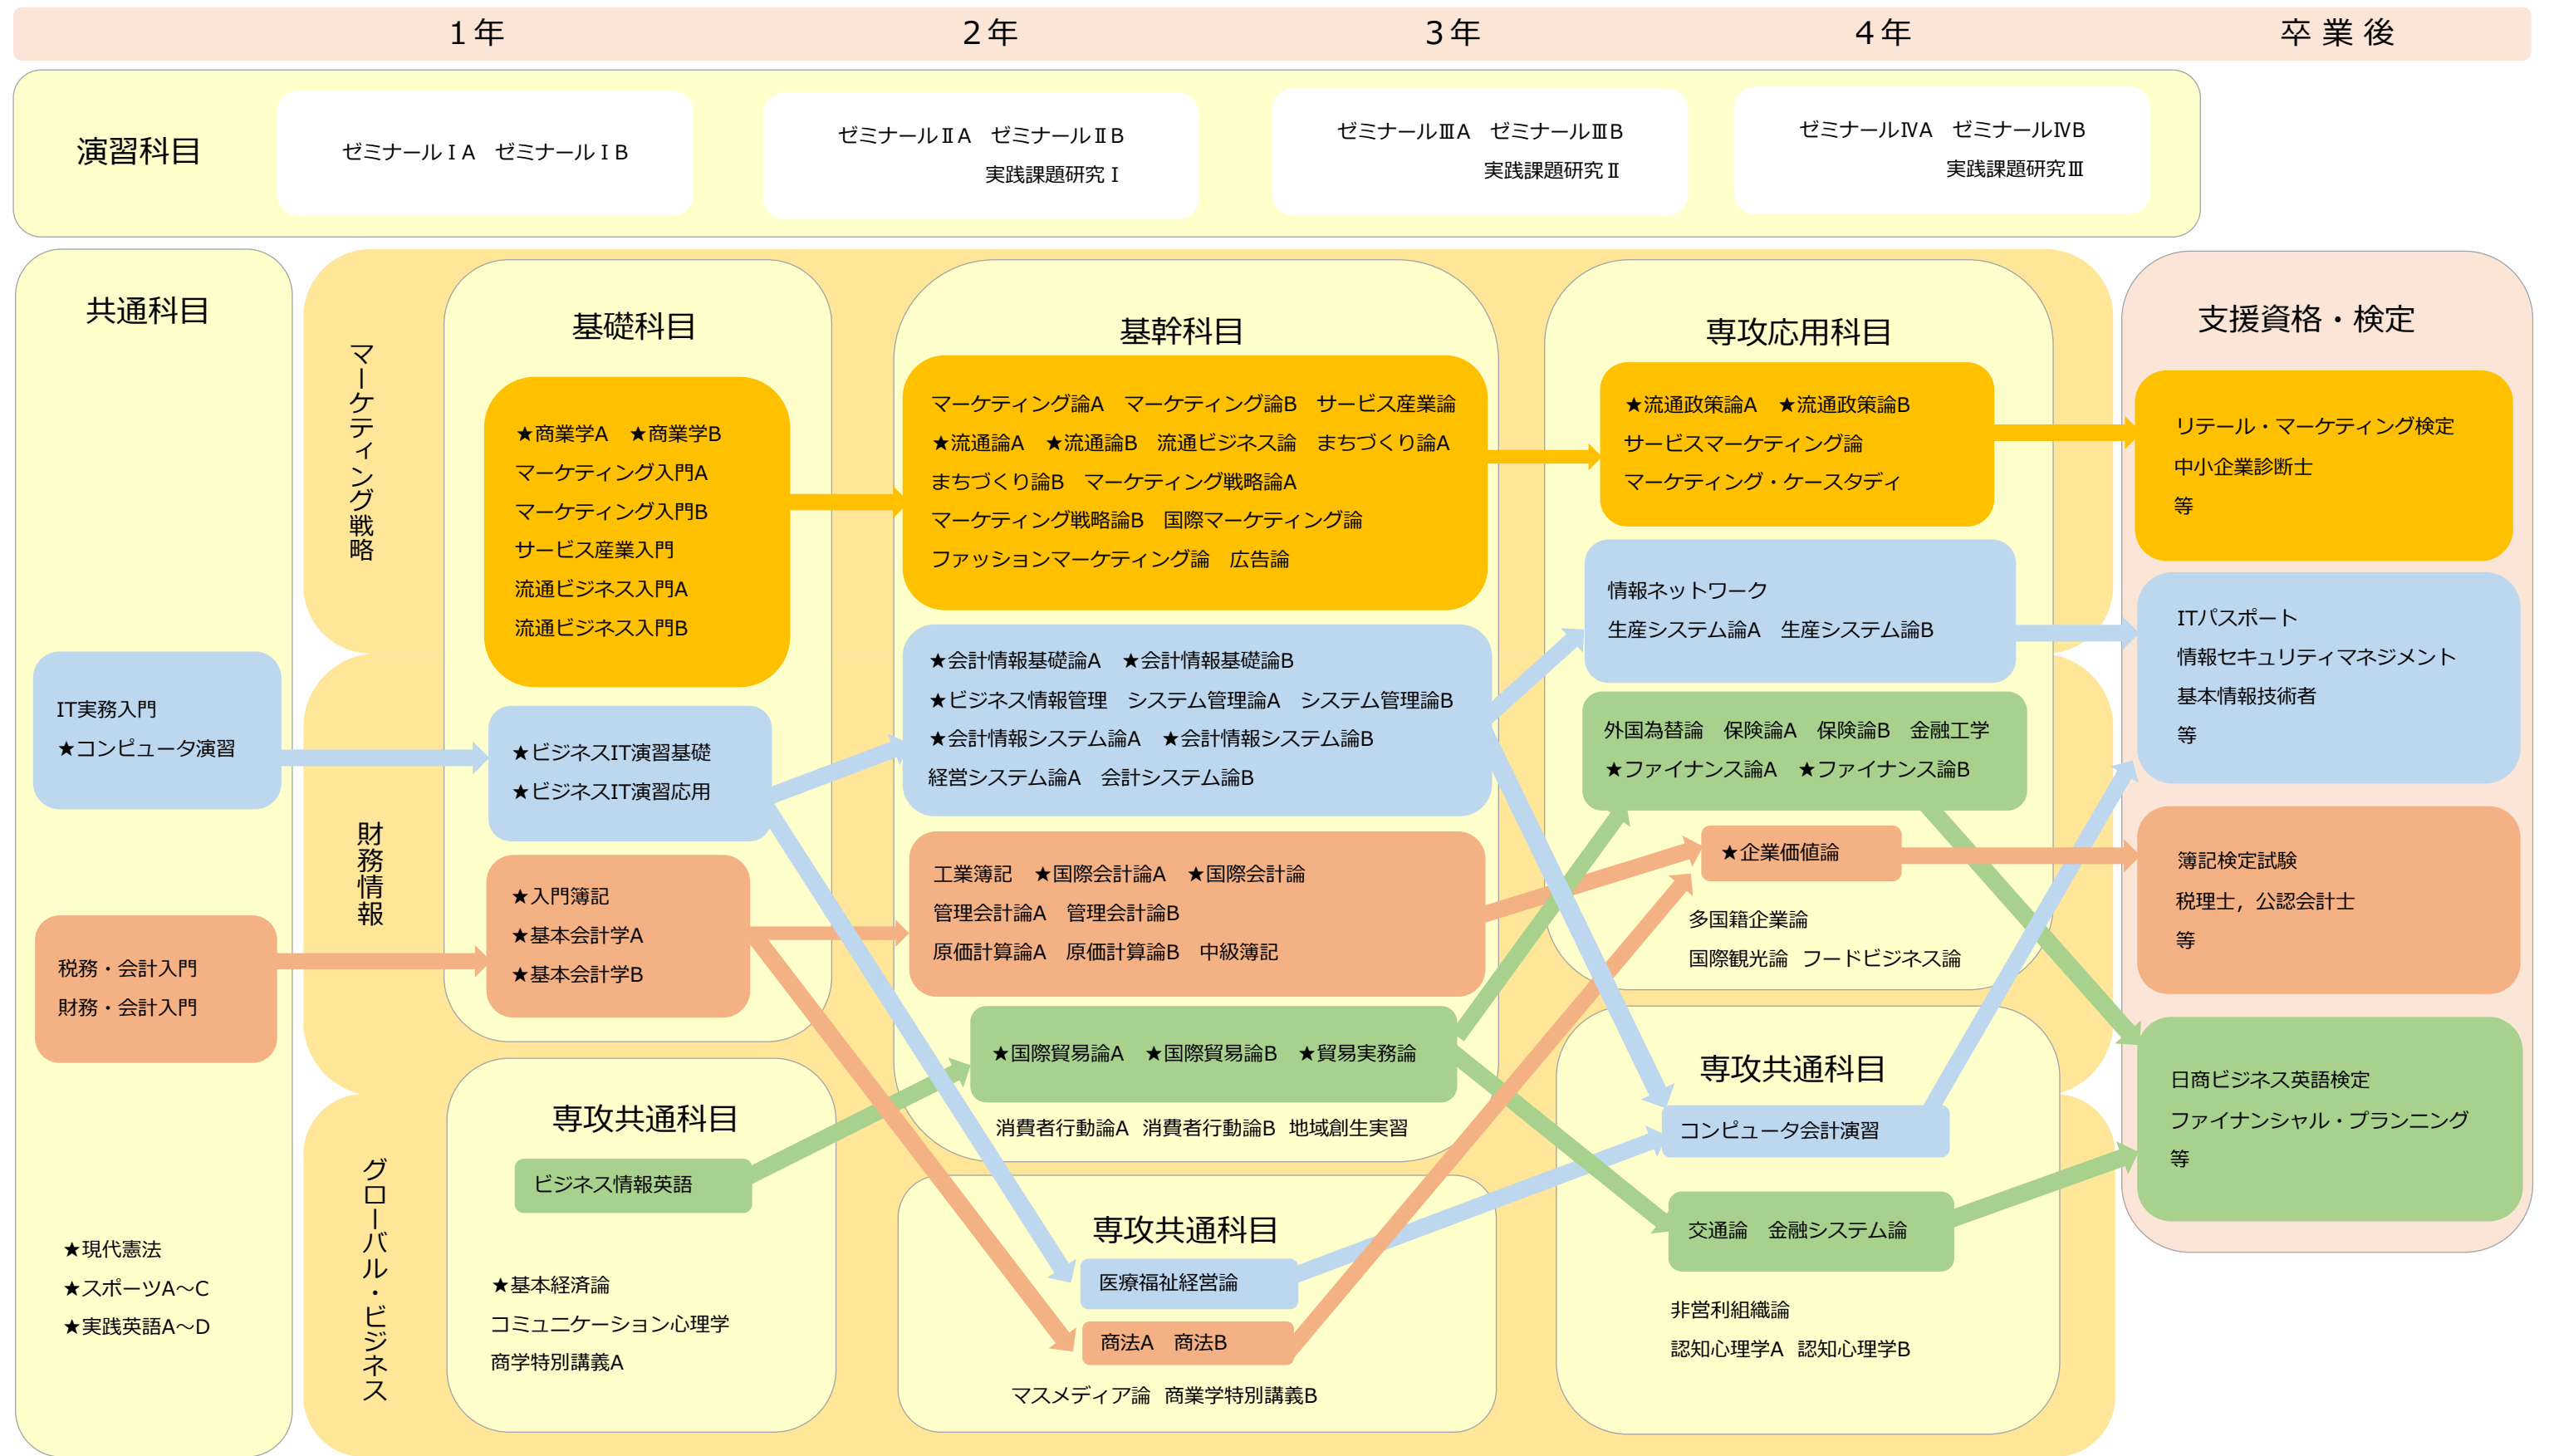 １年
２年
３年
４年
卒 業 後
演習科目
ゼミナールⅠA　ゼミナールⅠB
ゼミナールⅡA　ゼミナールⅡB
実践課題研究Ⅰ
ゼミナールⅢA　ゼミナールⅢB
実践課題研究Ⅱ
ゼミナールⅣA　ゼミナールⅣB
実践課題研究Ⅲ
共通科目
IT実務入門
★コンピュータ演習
税務・会計入門
財務・会計入門
★現代憲法
★スポーツA～C
★実践英語A～D
マーケティング戦略
財務情報
グローバル・ビジネス
基礎科目
★商業学A　★商業学B
マーケティング入門A
マーケティング入門B
サービス産業入門
流通ビジネス入門A
流通ビジネス入門B
★ビジネスIT演習基礎
★ビジネスIT演習応用
★入門簿記
★基本会計学A
★基本会計学B
専攻共通科目
ビジネス情報英語
★基本経済論
コミュニケーション心理学
商学特別講義A
基幹科目
マーケティング論A　マーケティング論B　サービス産業論
★流通論A　★流通論B　流通ビジネス論　まちづくり論A
まちづくり論B　マーケティング戦略論A
マーケティング戦略論B　国際マーケティング論
ファッションマーケティング論　広告論
★会計情報基礎論A　★会計情報基礎論B
★ビジネス情報管理　システム管理論A　システム管理論B
★会計情報システム論A　★会計情報システム論B
経営システム論A　会計システム論B
工業簿記　★国際会計論A　★国際会計論
管理会計論A　管理会計論B
原価計算論A　原価計算論B　中級簿記
★国際貿易論A　★国際貿易論B　★貿易実務論
消費者行動論A  消費者行動論B  地域創生実習
専攻共通科目
医療福祉経営論
商法A　商法B
マスメディア論  商業学特別講義B
専攻応用科目
★流通政策論A　★流通政策論B
サービスマーケティング論
マーケティング・ケースタディ
情報ネットワーク
生産システム論A　生産システム論B
外国為替論　保険論A　保険論B　金融工学
★ファイナンス論A　★ファイナンス論B
★企業価値論
多国籍企業論
国際観光論  フードビジネス論
専攻共通科目
コンピュータ会計演習
交通論　金融システム論
非営利組織論
認知心理学A  認知心理学B
支援資格・検定
リテール・マーケティング検定
中小企業診断士
等
ITパスポート
情報セキュリティマネジメント
基本情報技術者
等
簿記検定試験
税理士，公認会計士
等
日商ビジネス英語検定
ファイナンシャル・プランニング
等